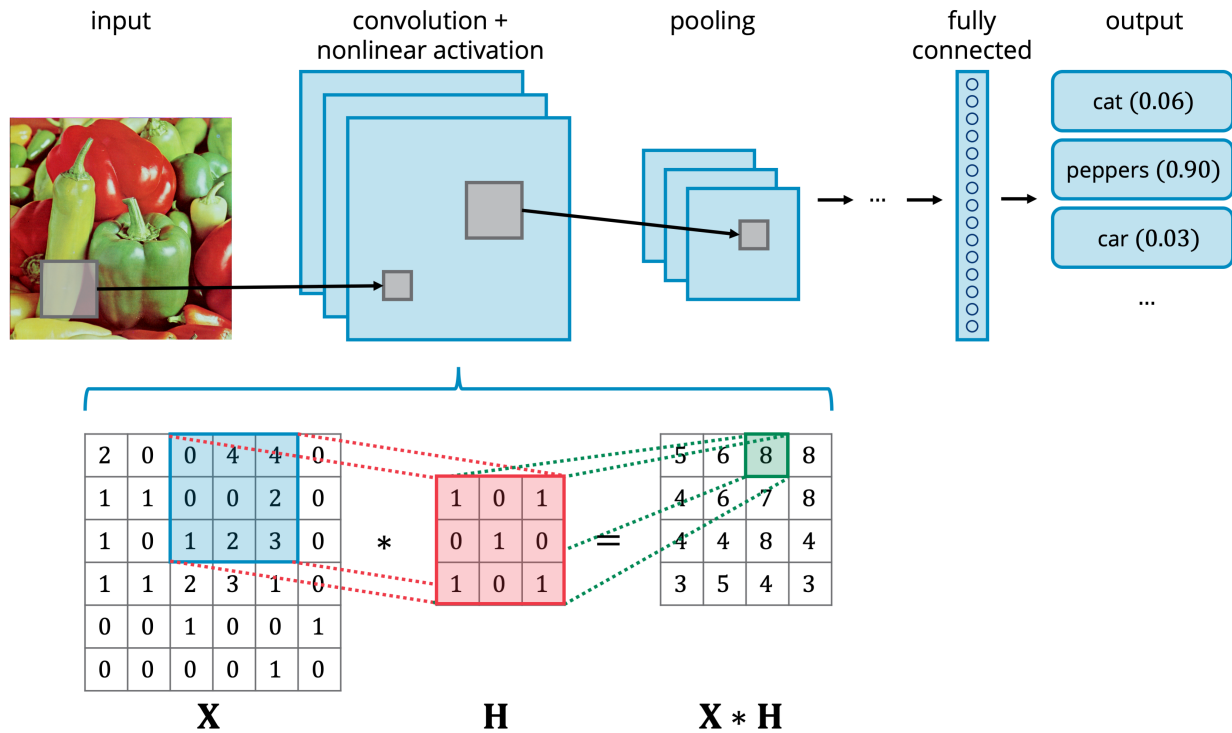 input
convolution +
nonlinear activation
pooling
fully
connected
output
cat (0.06)
peppers (0.90)
car (0.03)
...
...
2 0 0 4 4 0
1 1 0 0 2 0
1 0 1 2 3 0
1 1 2 3 1 0
0 0 1 0 0 1
0 0 0 0 1 0
*
1 0 1
0 1 0
1 0 1
=
5 6 8 8
4 6 7 8
4 4 8 4
3 5 4 3
X
H
X * H